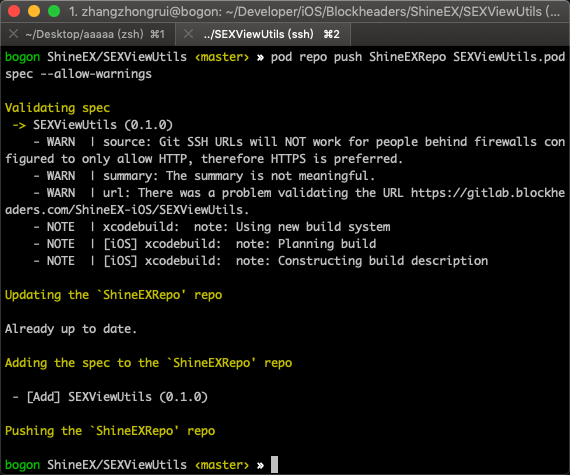 1. zhangzhongrui@bogon: ~/Developer/iOS/Blockheaders/ShineEX/SEXViewUtils (...
~/Desktop/aaaaa (zsh) ⌘1
../SEXViewUtils (ssh) ⌘2
bogon ShineEX/SEXViewUtils ‹master› » pod repo push ShineEXRepo SEXViewUtils.pod
spec --allow-warnings
Validating spec
-> SEXViewUtils (0.1.0)
- WARN | source: Git SSH URLs will NOT work for people behind firewalls con
figured to only allow HTTP, therefore HTTPS is preferred.
- WARN | summary: The summary is not meaningful.
- WARN | url: There was a problem validating the URL https://gitlab.blockhe
aders.com/ShineEX-iOS/SEXViewUtils.
- NOTE | xcodebuild: note: Using new build system
- NOTE | [iOS] xcodebuild: note: Planning build
- NOTE | [iOS] xcodebuild: note: Constructing build description
Updating the `ShineEXRepo' repo
Already up to date.
Adding the spec to the `ShineEXRepo' repo
- [Add] SEXViewUtils (0.1.0)
Pushing the `ShineEXRepo' repo
bogon ShineEX/SEXViewUtils ‹master› »